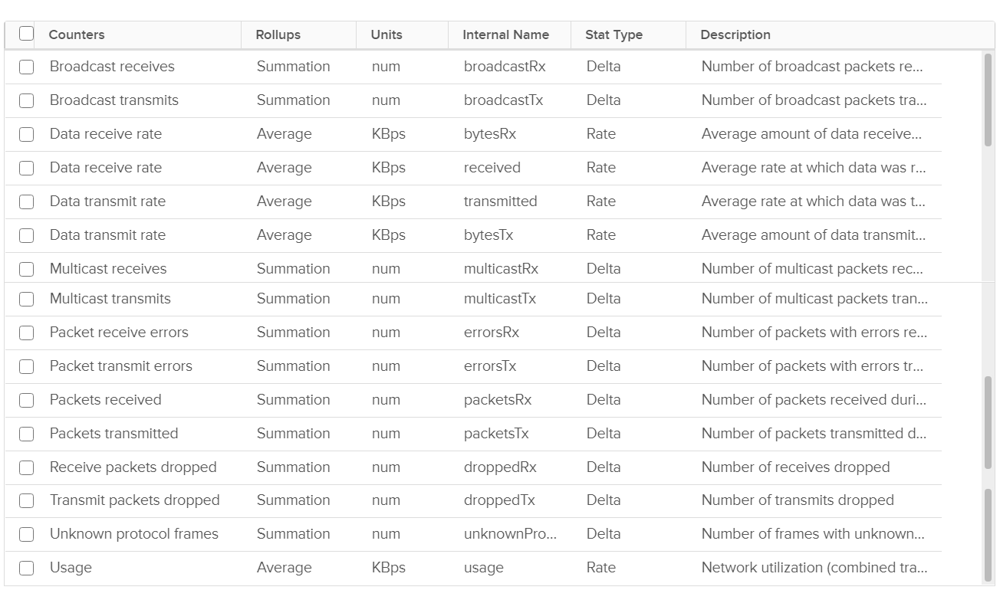 Counters Rollups Units Internal Name Stat Type Description
Broadcast receives Summation num broadcastRx Delta Number of broadcast packets re...
Broadcast transmits Summation num broadcastTx Delta Number of broadcast packets tra...
Data receive rate Average KBps bytesRx Rate Average amount of data receive...
Data receive rate Average KBps received Rate Average rate at which data was r...
Data transmit rate Average KBps transmitted Rate Average rate at which data was t...
Data transmit rate Average KBps bytesTx Rate Average amount of data transmit...
Multicast receives Summation num multicastRx Delta Number of multicast packets rec...
Multicast transmits Summation num multicastTx Delta Number of multicast packets tran...
Packet receive errors Summation num errorsRx Delta Number of packets with errors re...
Packet transmit errors Summation num errorsTx Delta Number of packets with errors tr...
Packets received Summation num packetsRx Delta Number of packets received duri...
Packets transmitted Summation num packetsTx Delta Number of packets transmitted d...
Receive packets dropped Summation num droppedRx Delta Number of receives dropped
Transmit packets dropped Summation num droppedTx Delta Number of transmits dropped
Unknown protocol frames Summation num unknownPro... Delta Number of frames with unknown...
Usage Average KBps usage Rate Network utilization (combined tra...